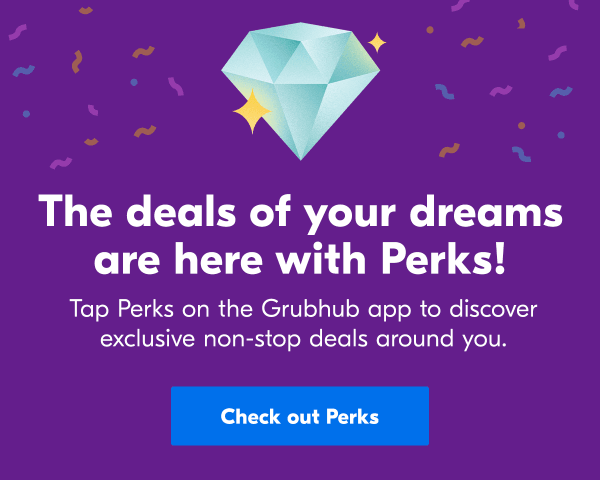 The deals of your dreams
are here with Perks!
Tap Perks on the Grubhub app to discover
exclusive non-stop deals around you.
Check out Perks